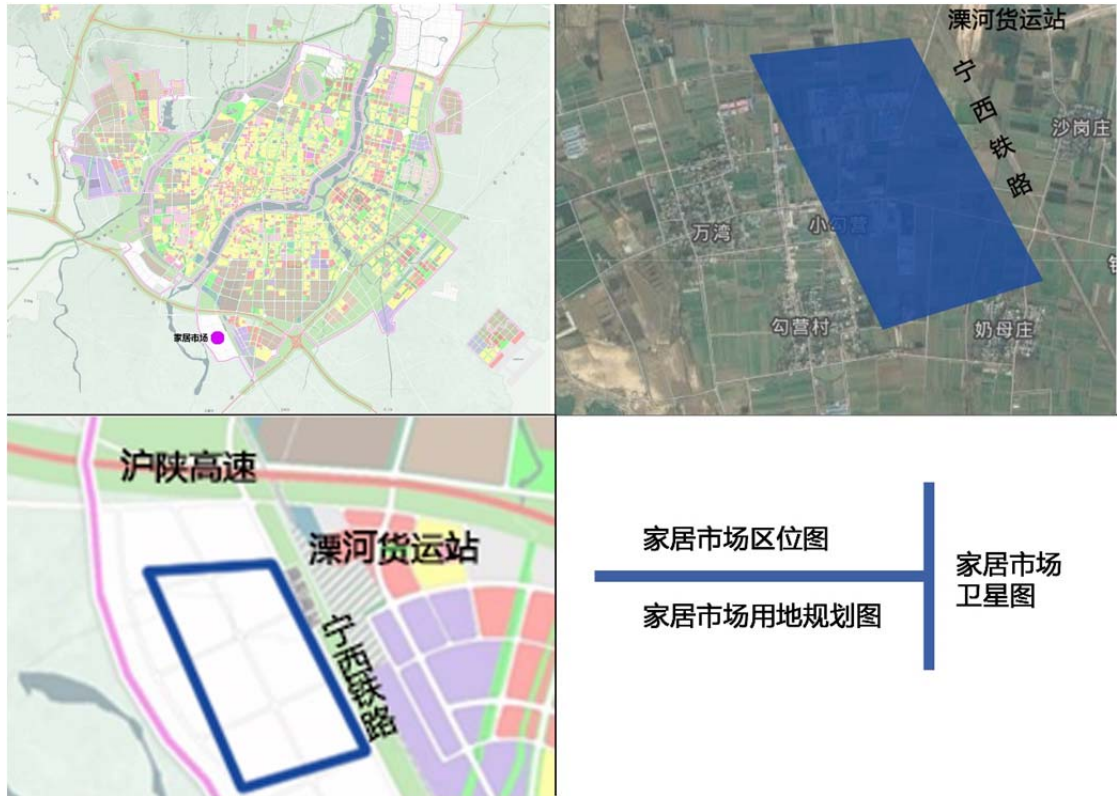 家居市场
溧河货运站
宁西铁路
沙岗庄
万湾
小勾营
勾营村
奶母庄
沪陕高速
溧河货运站
宁西铁路
家居市场区位图
家居市场用地规划图
家居市场
卫星图